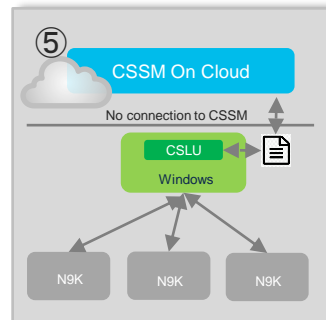 ⑤
CSSM On Cloud
No connection to CSSM
CSLU
Windows
N9K N9K N9K